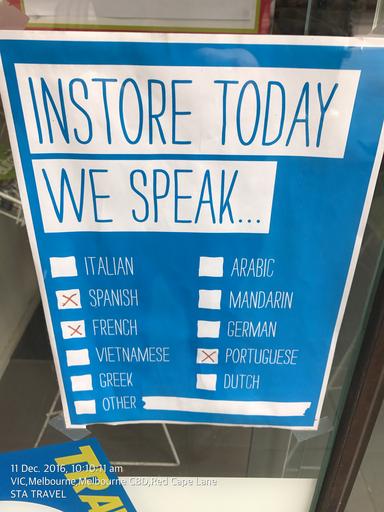 INSTORE TODAY
WE SPEAK...
ITALIAN
SPANISH
FRENCH
VIETNAMESE
GREEK
OTHER
ARABIC
MANDARIN
GERMAN
PORTUGUESE
DUTCH
TRA
11 Dec. 2016, 10:10:11 am
VIC,Melbourne,Melbourne CBD,Red Cape Lane
STA TRAVEL